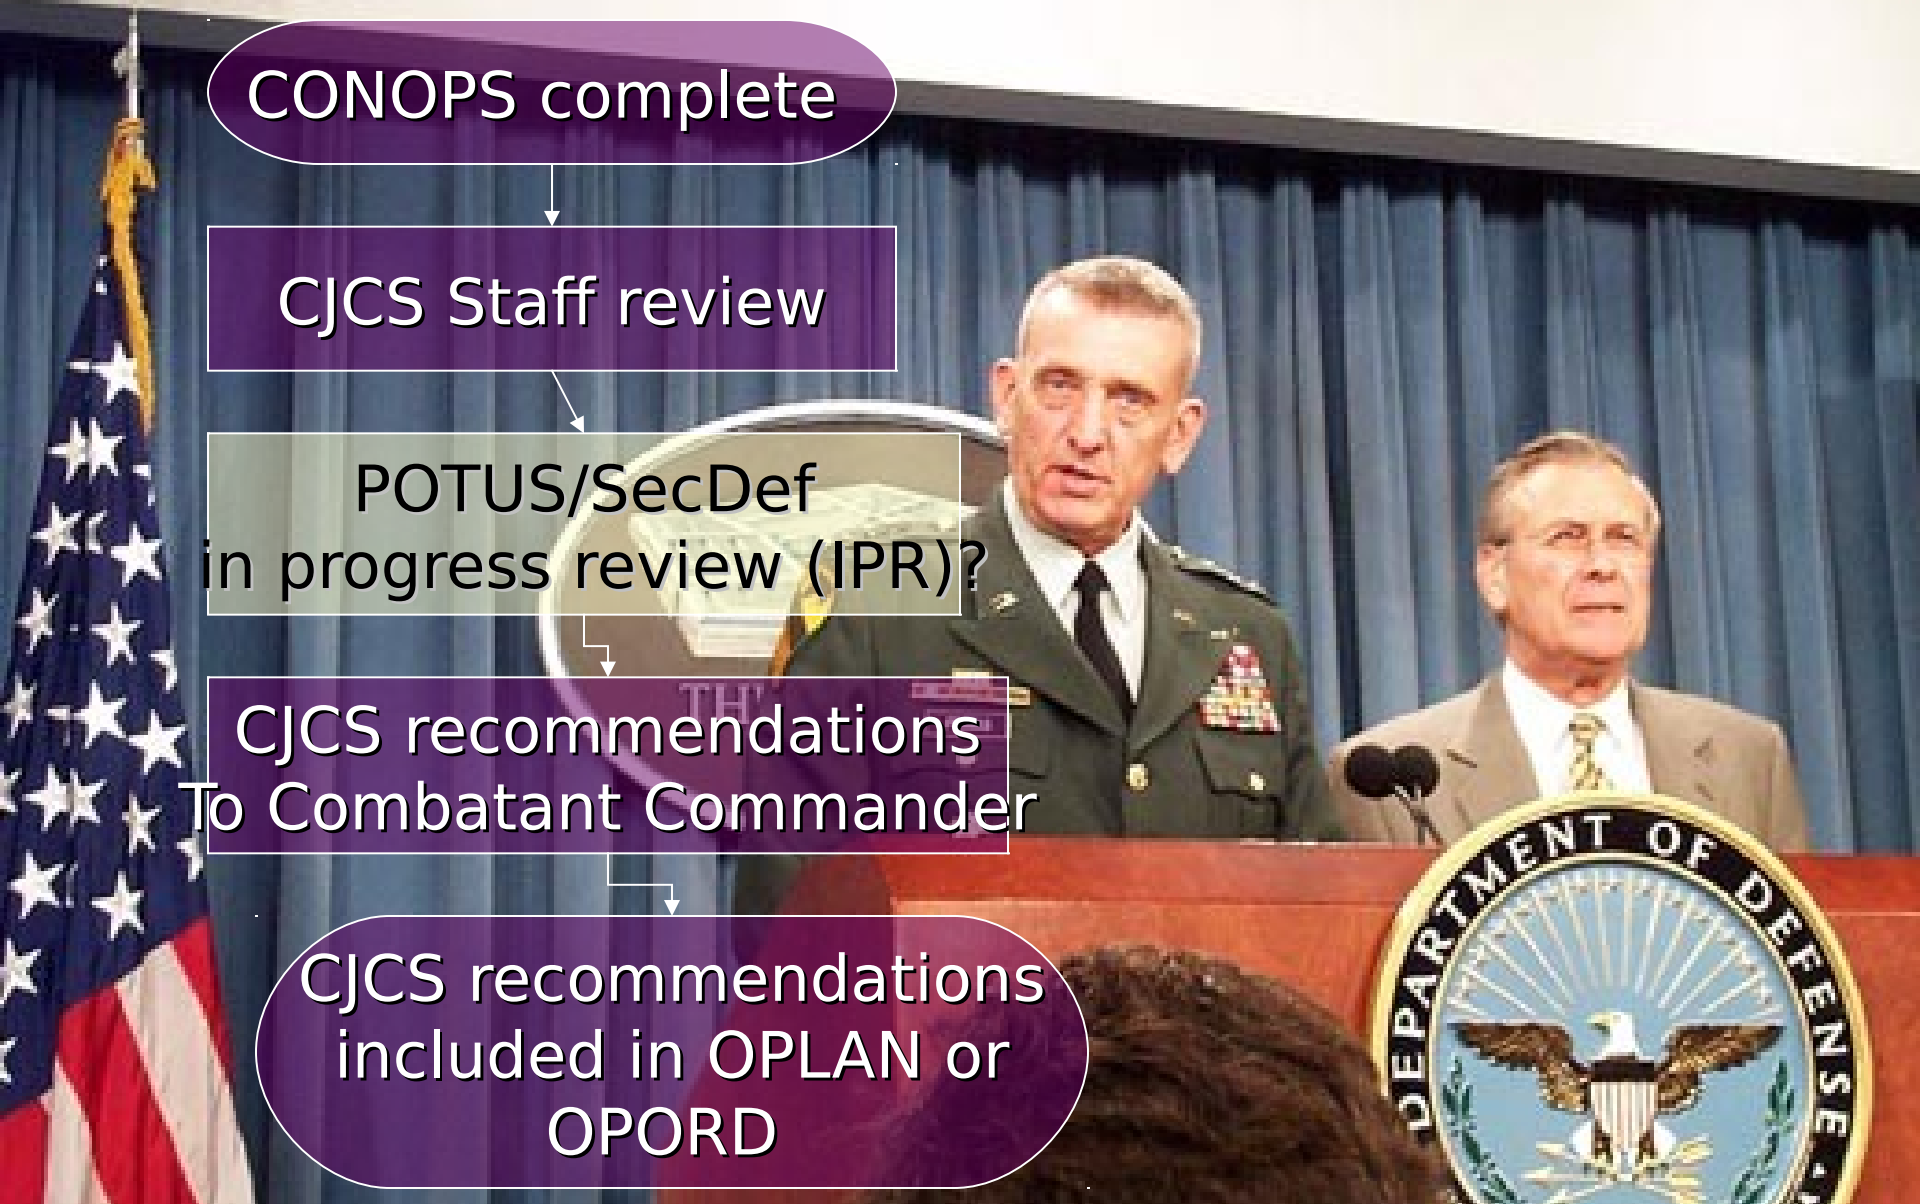 CONOPS complete
CJCS Staff review
POTUS/SecDef
in progress review (IPR)?
TH
CJCS recommendations
To Combatant Commander
CJCS recommendations
included in OPLAN or
OPORD
DEPARTMENT OF DEFENSE